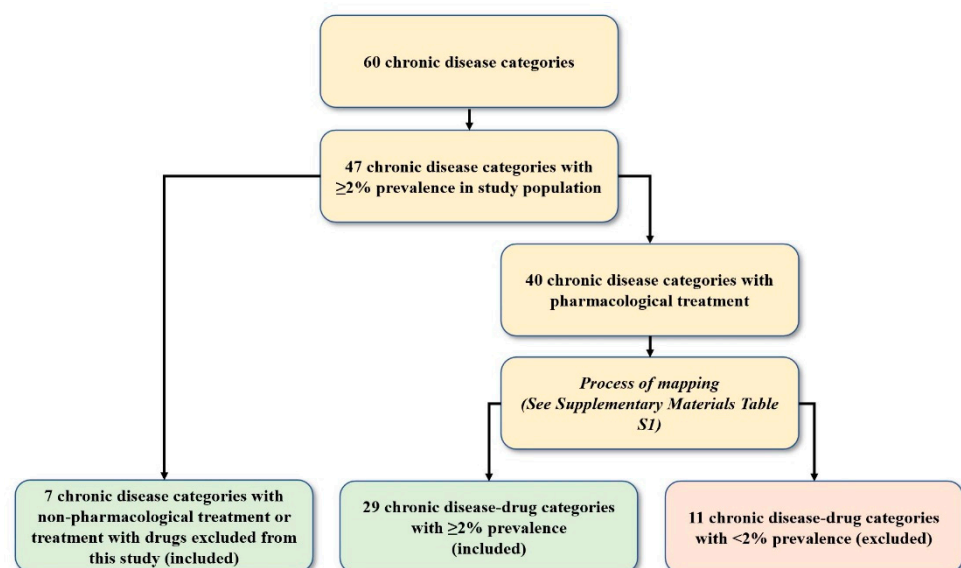 60 chronic disease categories
47 chronic disease categories with
≥2% prevalence in study population
40 chronic disease categories with
pharmacological treatment
Process of mapping
(See Supplementary Materials Table
S1)
7 chronic disease categories with
non-pharmacological treatment or
treatment with drugs excluded from
this study (included)
29 chronic disease-drug categories
with ≥2% prevalence
(included)
11 chronic disease-drug categories
with <2% prevalence (excluded)